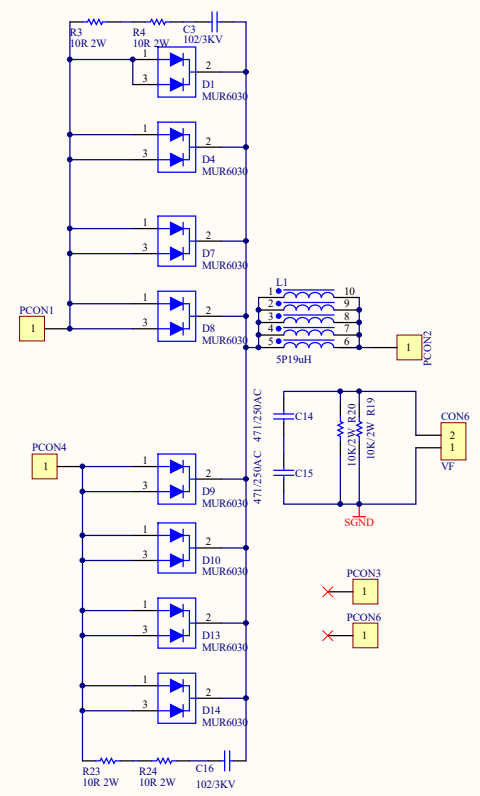 R3
10R 2W
R4
10R 2W
C3
102/3KV
1
3
2
D1
MUR6030
1
3
2
D4
MUR6030
1
3
2
D7
MUR6030
1
3
2
D8
MUR6030
PCON1
1
L1
1 10
2 9
3 8
4 7
5 6
5P19uH
1
PCON2
471/250AC
C14
471/250AC
C15
10K/2W R20
10K/2W R19
SGND
CON6
2
1
VF
PCON4
1
1
3
2
D9
MUR6030
1
3
2
D10
MUR6030
1
3
2
D13
MUR6030
1
3
2
D14
MUR6030
PCON3
1
PCON6
1
R23
10R 2W
R24
10R 2W
C16
102/3KV